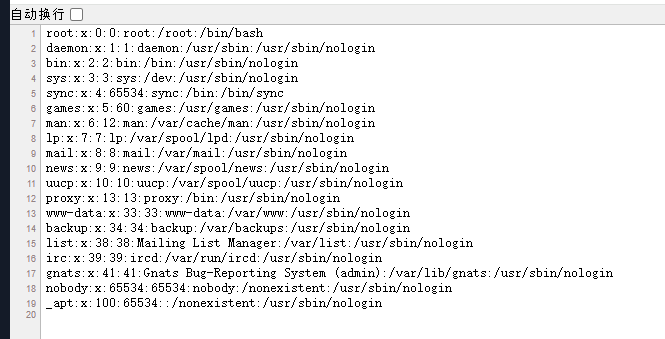 自动换行
1 root:x:0:0:root:/root:/bin/bash
2 daemon:x:1:1:daemon:/usr/sbin:/usr/sbin/nologin
3 bin:x:2:2:bin:/bin:/usr/sbin/nologin
4 sys:x:3:3:sys:/dev:/usr/sbin/nologin
5 sync:x:4:65534:sync:/bin:/bin/sync
6 games:x:5:60:games:/usr/games:/usr/sbin/nologin
7 man:x:6:12:man:/var/cache/man:/usr/sbin/nologin
8 lp:x:7:7:lp:/var/spool/lpd:/usr/sbin/nologin
9 mail:x:8:8:mail:/var/mail:/usr/sbin/nologin
10 news:x:9:9:news:/var/spool/news:/usr/sbin/nologin
11 uucp:x:10:10:uucp:/var/spool/uucp:/usr/sbin/nologin
12 proxy:x:13:13:proxy:/bin:/usr/sbin/nologin
13 www-data:x:33:33:www-data:/var/www:/usr/sbin/nologin
14 backup:x:34:34:backup:/var/backups:/usr/sbin/nologin
15 list:x:38:38:Mailing List Manager:/var/list:/usr/sbin/nologin
16 irc:x:39:39:ircd:/var/run/ircd:/usr/sbin/nologin
17 gnats:x:41:41:Gnats Bug-Reporting System (admin):/var/lib/gnats:/usr/sbin/nologin
18 nobody:x:65534:65534:nobody:/nonexistent:/usr/sbin/nologin
19 _apt:x:100:65534::/nonexistent:/usr/sbin/nologin
20